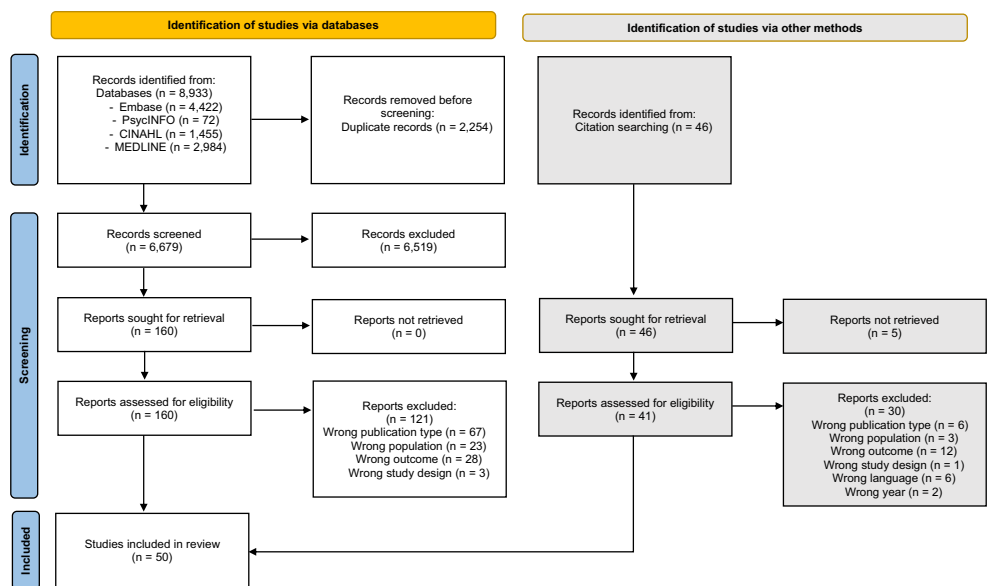 Identification of studies via databases
Identification of studies via other methods
Identification
Records identified from:
Databases (n = 8,933)
- Embase (n = 4,422)
- PsycINFO (n = 72)
- CINAHL (n = 1,455)
- MEDLINE (n = 2,984)
Records removed before
screening:
Duplicate records (n = 2,254)
Records identified from:
Citation searching (n = 46)
Screening
Records screened
(n = 6,679)
Records excluded
(n = 6,519)
Reports sought for retrieval
(n = 160)
Reports not retrieved
(n = 0)
Reports sought for retrieval
(n = 46)
Reports not retrieved
(n = 5)
Reports assessed for eligibility
(n = 160)
Reports excluded:
(n = 121)
Wrong publication type (n = 67)
Wrong population (n = 23)
Wrong outcome (n = 28)
Wrong study design (n = 3)
Reports assessed for eligibility
(n = 41)
Reports excluded:
(n = 30)
Wrong publication type (n = 6)
Wrong population (n = 3)
Wrong outcome (n = 12)
Wrong study design (n = 1)
Wrong language (n = 6)
Wrong year (n = 2)
Included
Studies included in review
(n = 50)